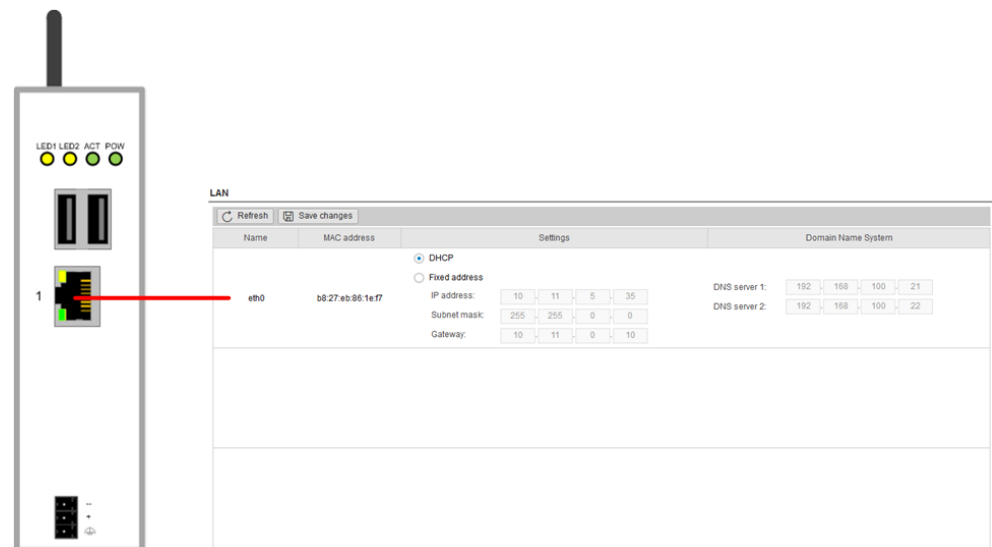 LED1 LED2 ACT POW
1
--
+
LAN
Refresh Save changes
Name MAC address Settings Domain Name System
DHCP
Fixed address
eth0 b8:27:eb:86:1e:f7
IP address: 10 . 11 . 5 . 35
Subnet mask: 255 . 255 . 0 . 0
Gateway: 10 . 11 . 0 . 10
DNS server 1: 192 . 168 . 100 . 21
DNS server 2: 192 . 168 . 100 . 22